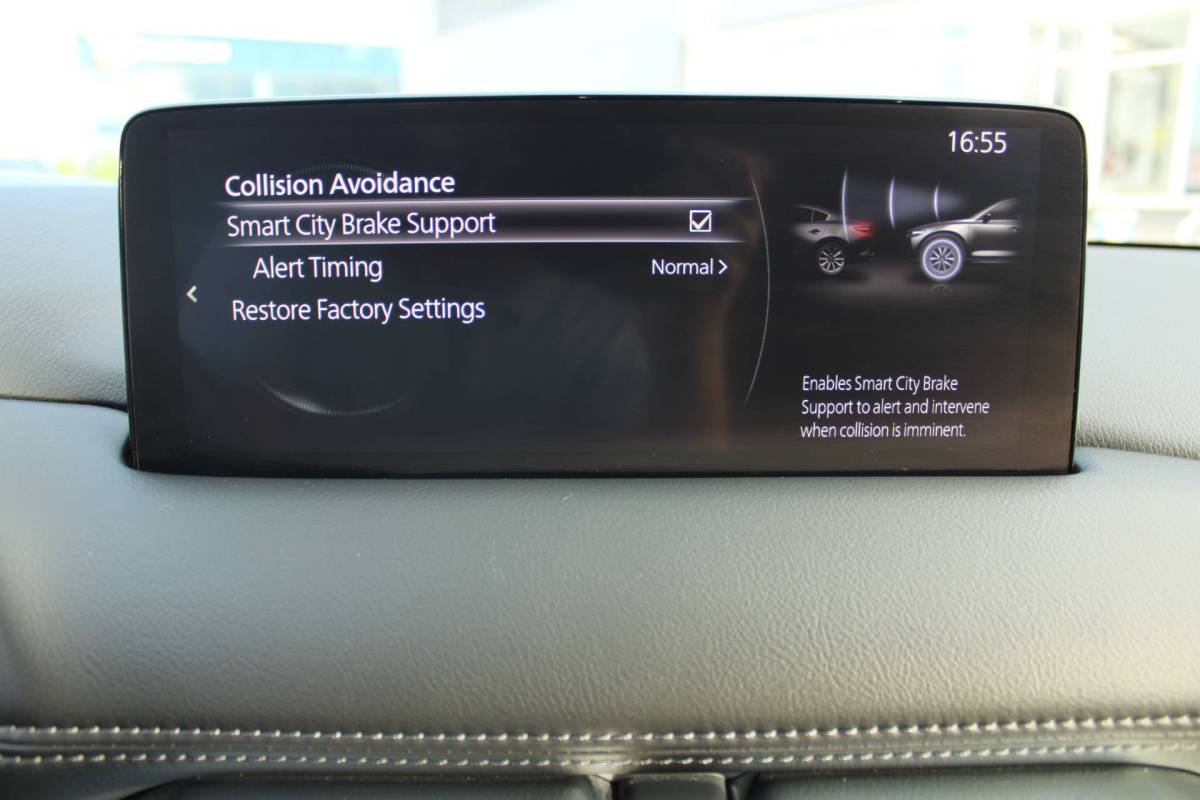 16:55
Collision Avoidance
Smart City Brake Support
Alert Timing Normal >
Restore Factory Settings
Enables Smart City Brake
Support to alert and intervene
when collision is imminent.